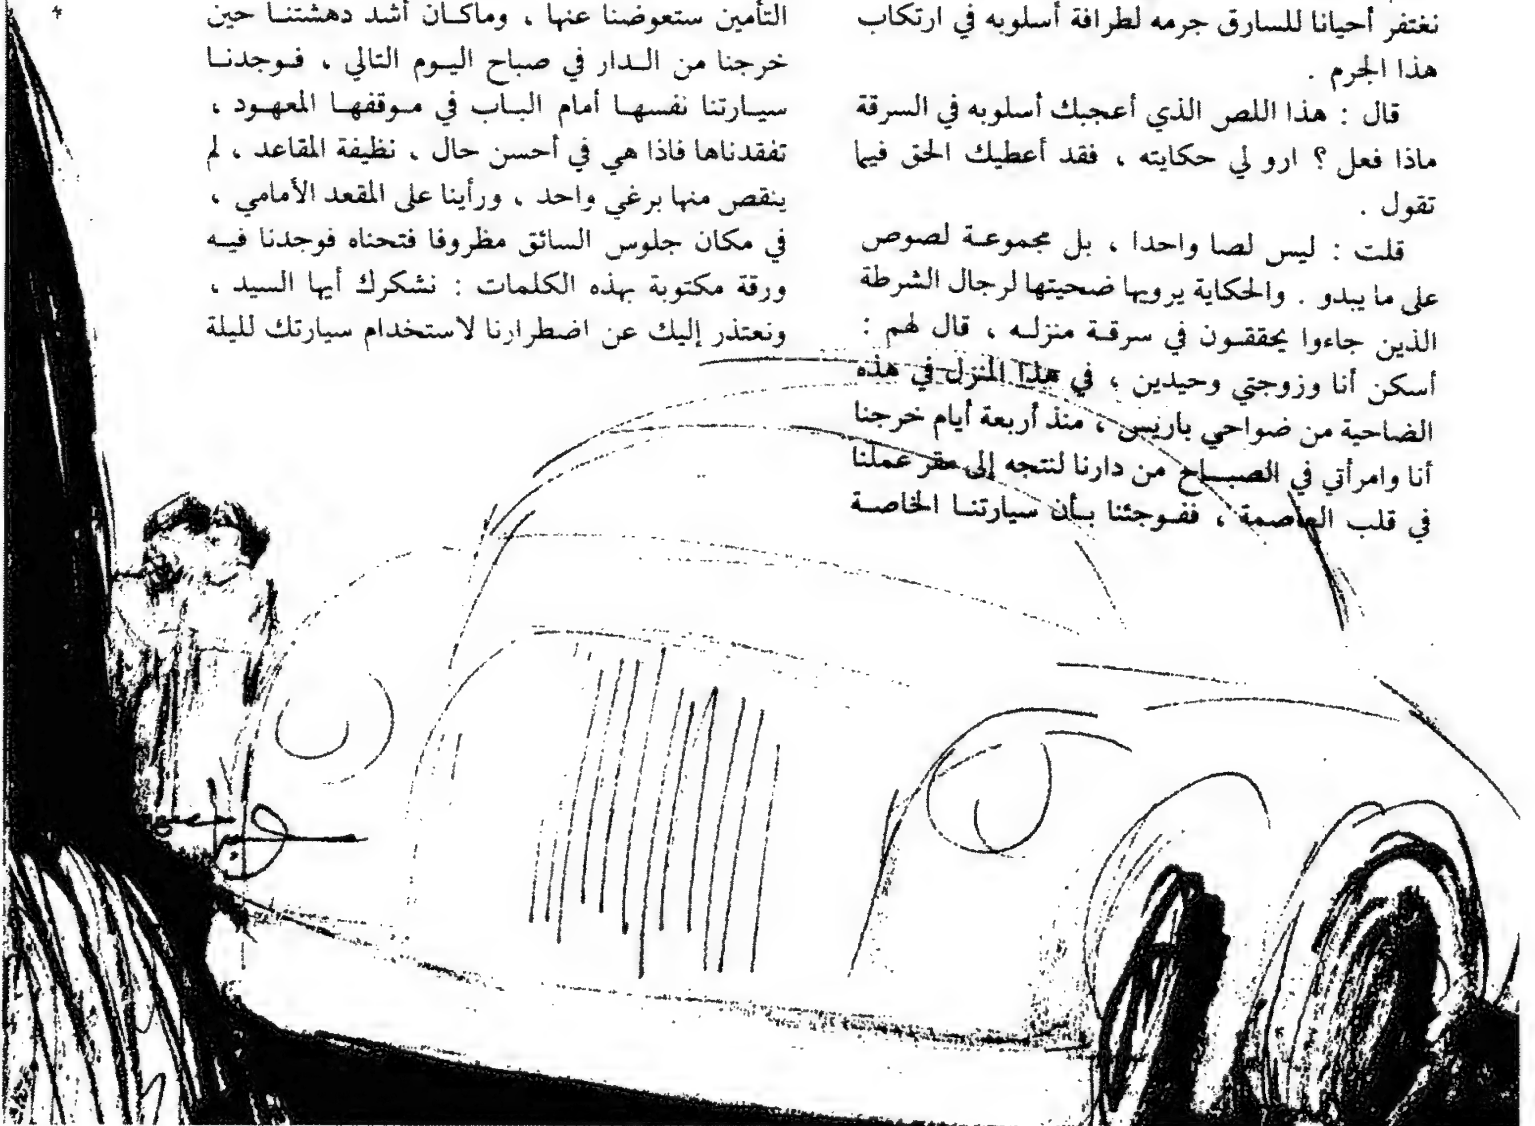 نغتفر أحيانا للسارق جرمه لطرافة أسلوبه في ارتكاب
هذا الجرم .
قال : هذا اللص الذي أعجبك أسلوبه في السرقة
ماذا فعل ؟ ارو لي حكايته ، فقد أعطيك الحق فيما
تقول .
قلت : ليس لصا واحدا ، بل مجموعة لصوص
على ما يبدو . والحكاية يرويها ضحيتها لرجال الشرطة
الذين جاءوا يحققون في سرقة منزله ، قال لهم :
أسكن أنا وزوجتي وحيدين ، في هذا المنزل في هذه
الضاحية من ضواحي باريس ، منذ أربعة أيام خرجنا
أنا وامرأتي في الصباح من دارنا لنتجه إلى مقر عملنا
في قلب العاصمة ، ففوجئنا بأن سيارتنا الخاصة
التأمين ستعوضنا عنها ، وماكان أشد دهشتنا حين
خرجنا من الدار في صباح اليوم التالي ، فوجدنا
سيارتنا نفسها أمام الباب في موقفها المعهود ،
تفقدناها فاذا هي في أحسن حال ، نظيفة المقاعد ، لم
ينقص منها برغي واحد ، ورأينا على المقعد الأمامي ،
في مكان جلوس السائق مظروفا فتحناه فوجدنا فيه
ورقة مكتوبة بهذه الكلمات : نشكرك أيها السيد ،
ونعتذر إليك عن اضطرارنا لاستخدام سيارتك لليلة